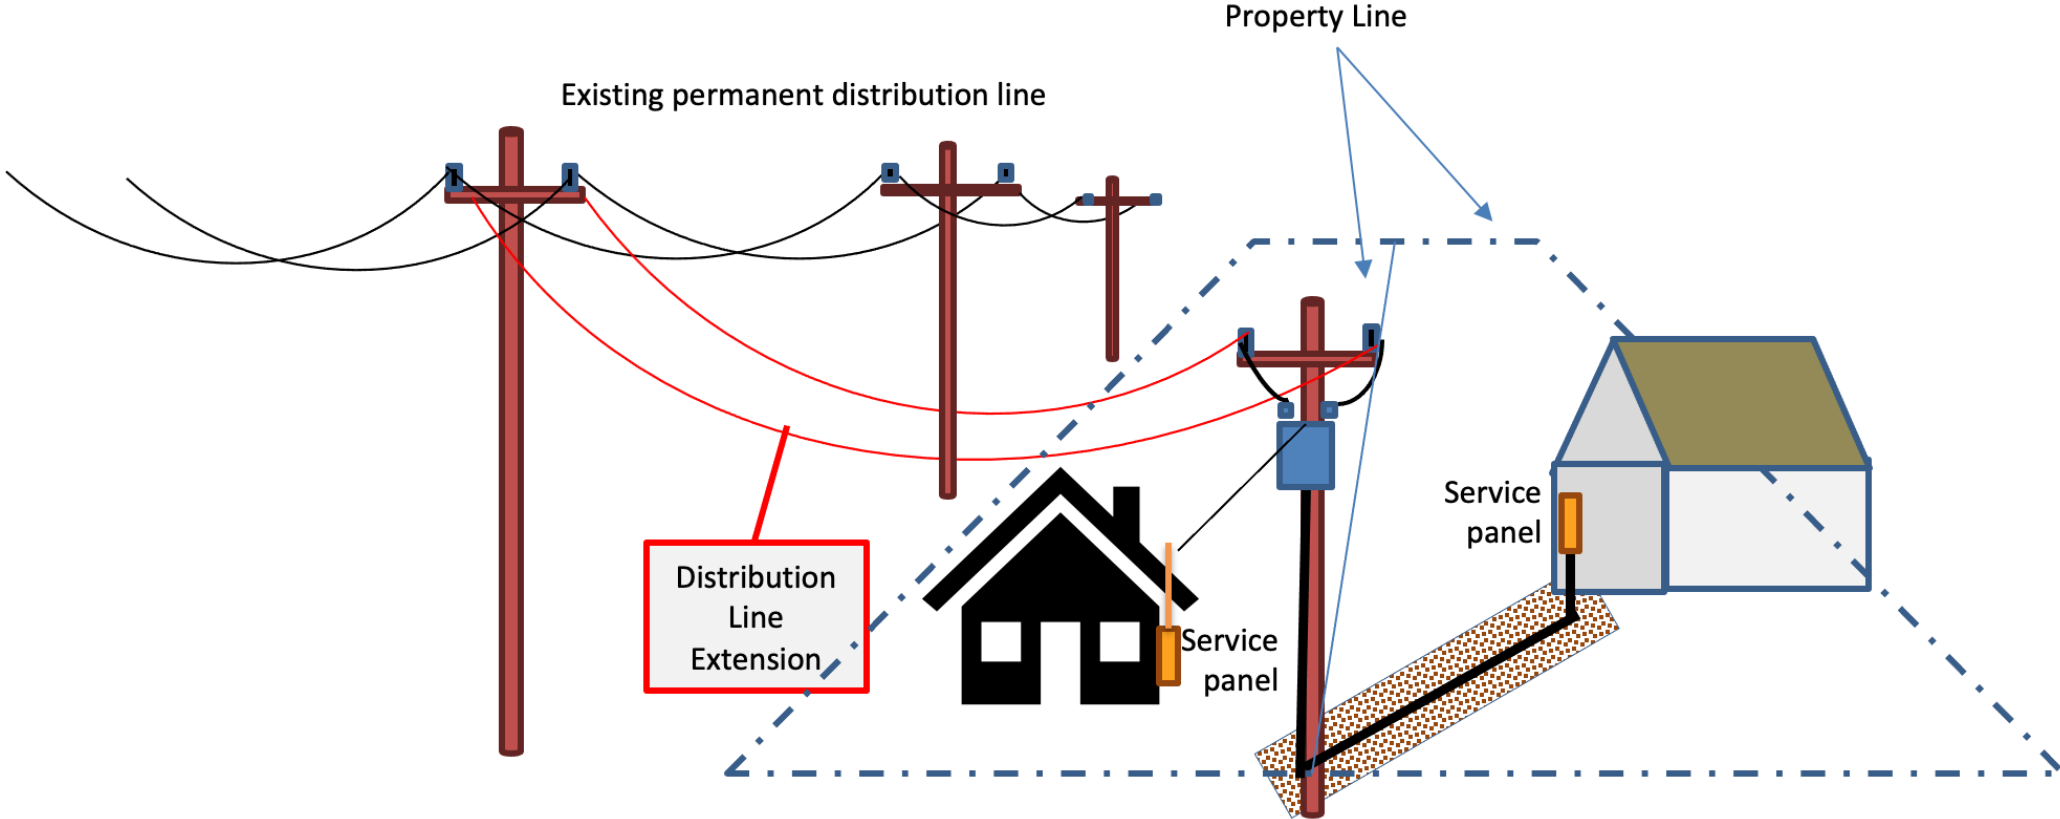 Property Line
Existing permanent distribution line
Distribution
Line
Extension
Service
panel
Service
panel